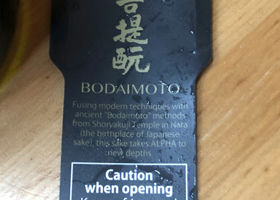 菩
提
酛
BODAIMOTO
Fusing modern techniques with
ancient "Bodaimoto" methods
from Shoryakuji Temple in Nara
(the birthplace of Japanese
sake), this sake takes ALPHA to
new depths
Caution
when opening